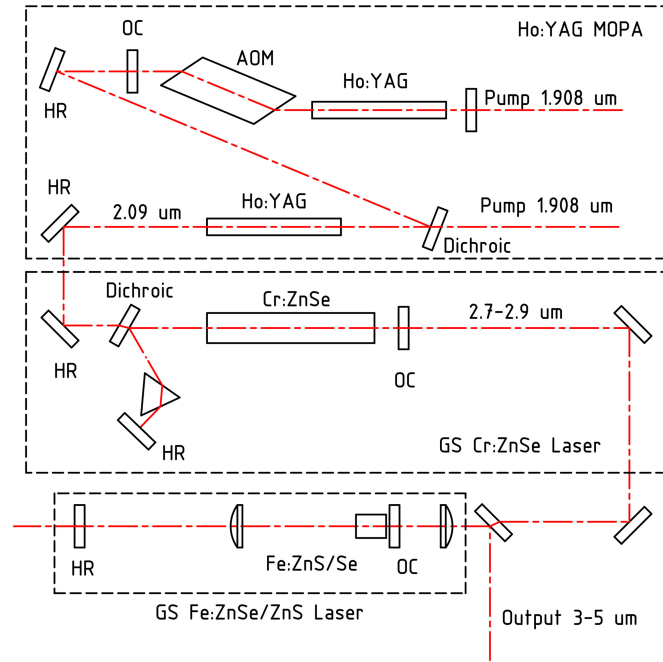 OC
Ho:YAG MOPA
AOM
Ho:YAG
Pump 1.908 um
HR
HR
Ho:YAG
2.09 um
Pump 1.908 um
Dichroic
Dichroic
Cr:ZnSe
2.7-2.9 um
HR
OC
HR
GS Cr:ZnSe Laser
Fe:ZnS/Se
HR
OC
GS Fe:ZnSe/ZnS Laser
Output 3-5 um